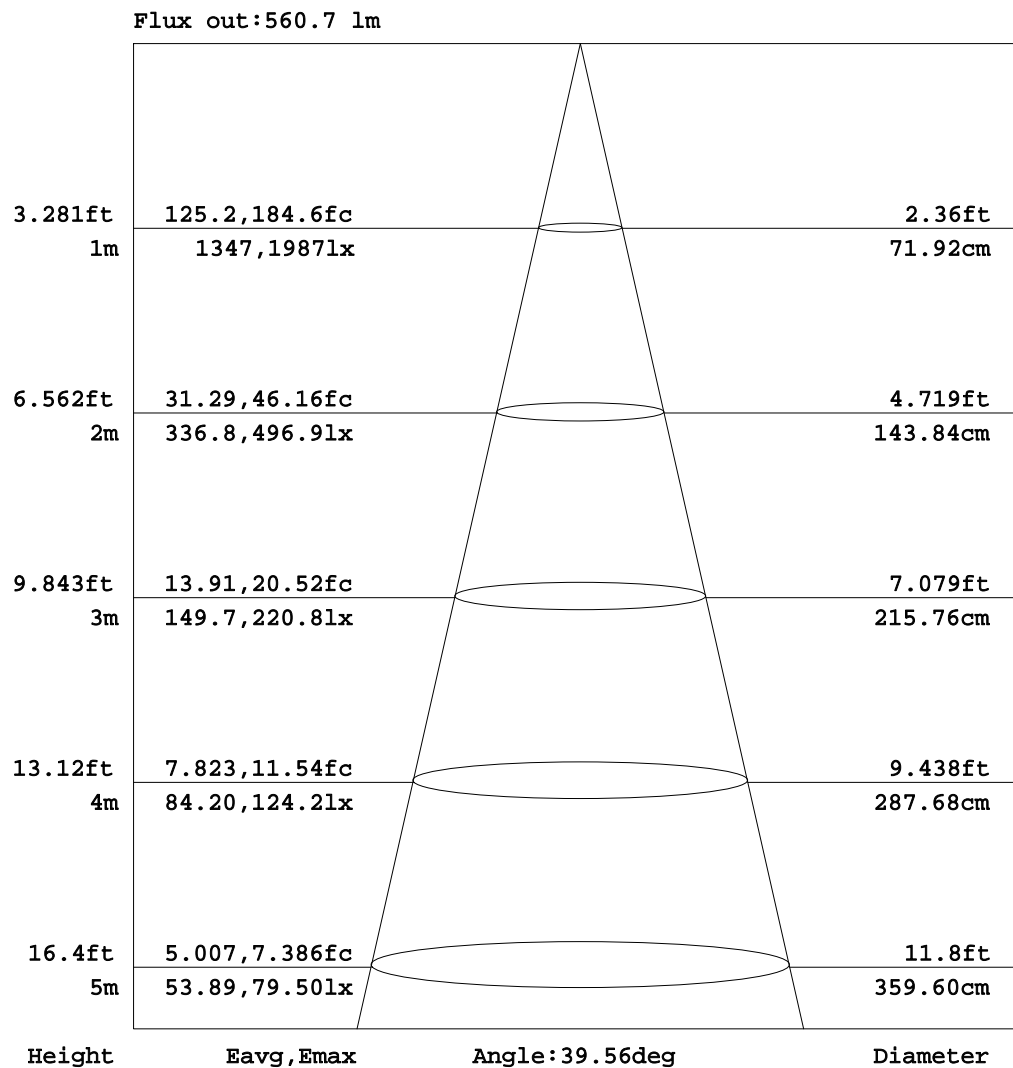 Flux out:560.7 lm
3.281ft 125.2,184.6fc 2.36ft
1m 1347,1987lx 71.92cm
6.562ft 31.29,46.16fc 4.719ft
2m 336.8,496.9lx 143.84cm
9.843ft 13.91,20.52fc 7.079ft
3m 149.7,220.8lx 215.76cm
13.12ft 7.823,11.54fc 9.438ft
4m 84.20,124.2lx 287.68cm
16.4ft 5.007,7.386fc 11.8ft
5m 53.89,79.50lx 359.60cm
Height Eavg,Emax Angle:39.56deg Diameter